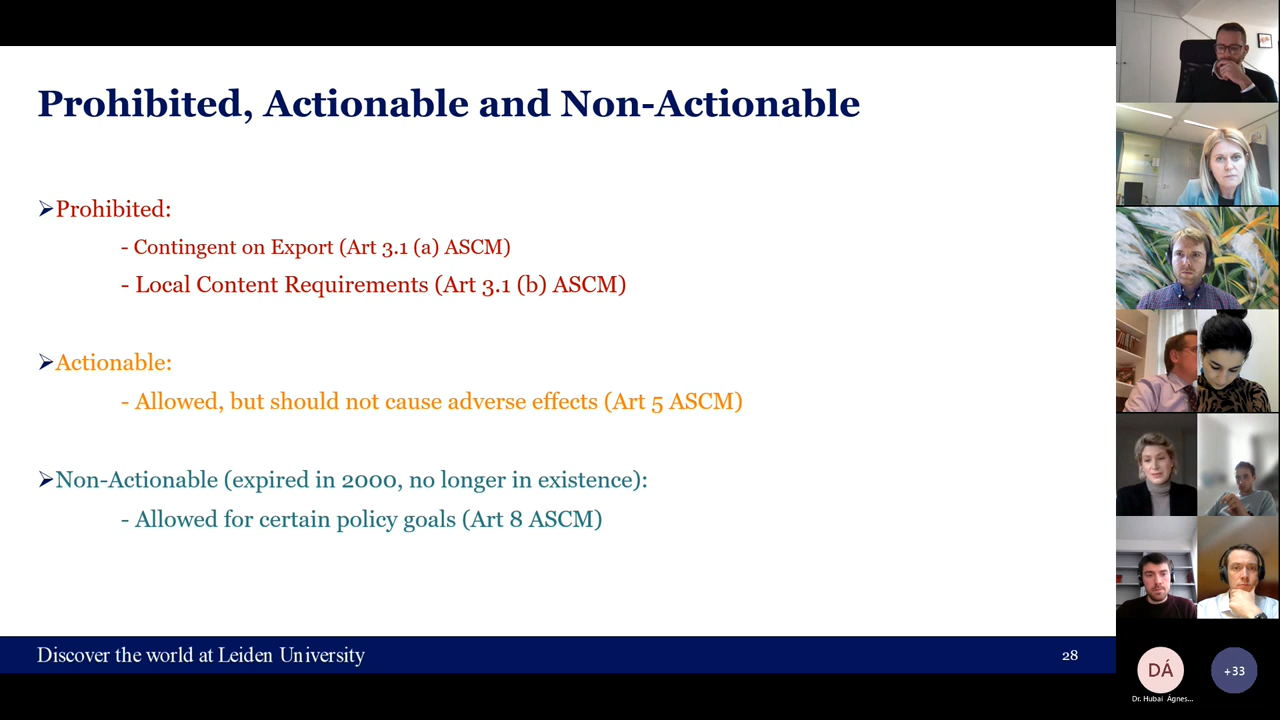 Prohibited, Actionable and Non-Actionable
➢Prohibited:
- Contingent on Export (Art 3.1 (a) ASCM)
- Local Content Requirements (Art 3.1 (b) ASCM)
➢Actionable:
- Allowed, but should not cause adverse effects (Art 5 ASCM)
➢Non-Actionable (expired in 2000, no longer in existence):
- Allowed for certain policy goals (Art 8 ASCM)
Discover the world at Leiden University
28
DÁ
+33
Dr. Hubai Ágnes...